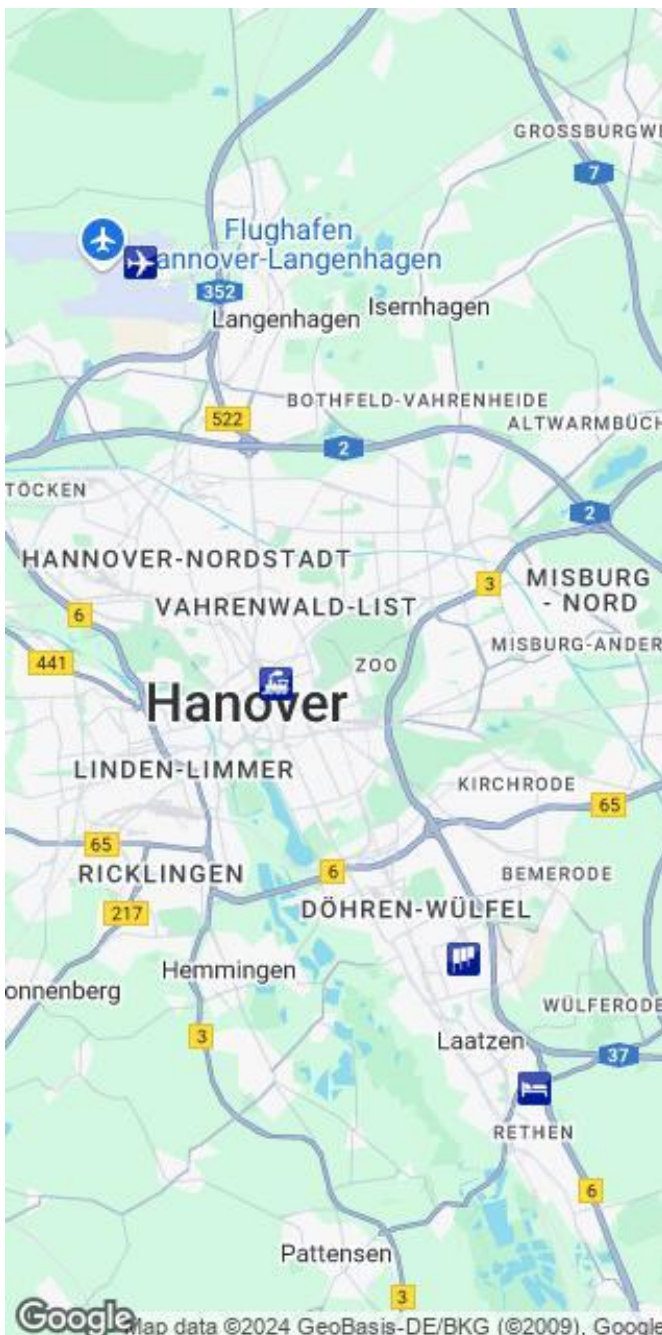 GROSSBURGWE
7
Flughafen
annover-Langenhagen
352
Isernhagen
Langenhagen
BOTHFELD-VAHRENHEIDE
522
ALTWARMBÜCH
2
TÖCKEN
2
HANNOVER-NORDSTADT
MISBURG
- NORD
3
VAHRENWALD-LIST
6
MISBURG-ANDER
441
ZOO
Hanover
LINDEN-LIMMER
KIRCHRODE
65
65
RICKLINGEN
6
BEMERODE
217
DÖHREN-WÜLFEL
Hemmingen
onnenberg
WÜLFERODE
3
Laatzen
37
RETHEN
6
Pattensen
3
Google
Map data ©2024 GeoBasis-DE/BKG (©2009), Google